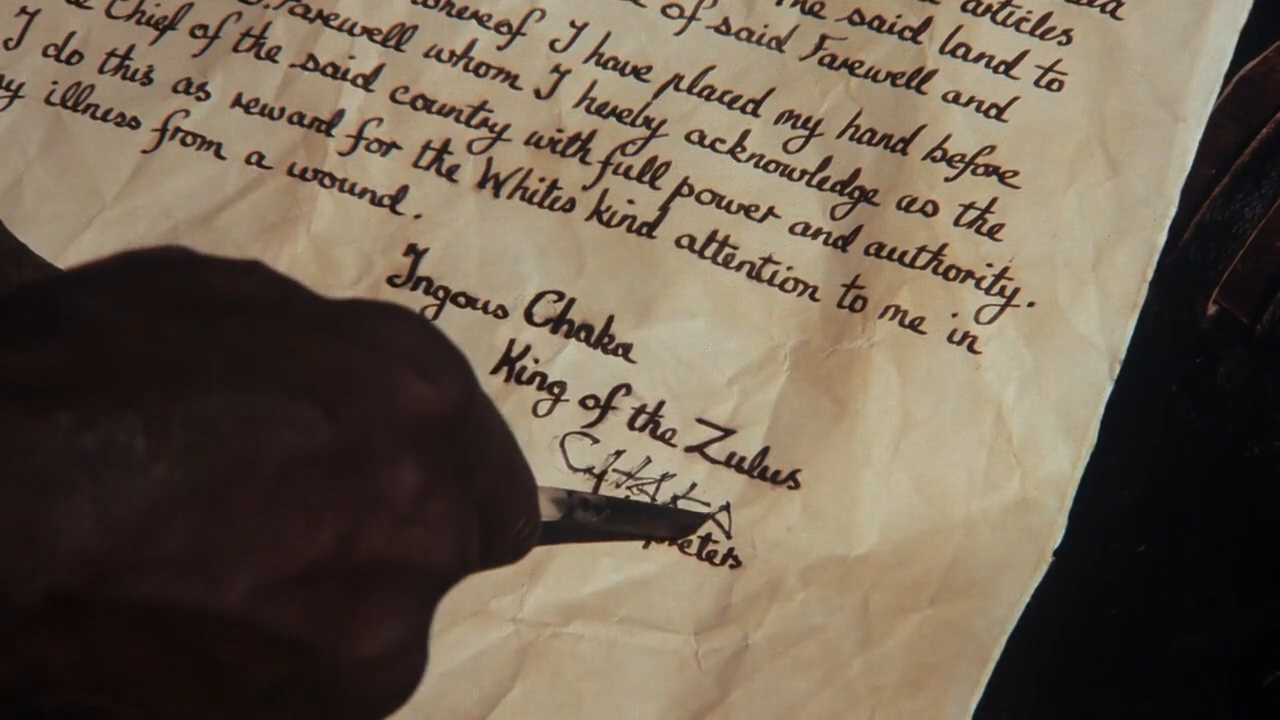 articles
said land to
of said Farewell and
whereof I have placed my hand before
Farewell whom I hereby acknowledge as the
Chief of the said country with full power and authority.
I do this as reward for the Whites kind attention to me in
illness from a wound.
Ingous Chaka
King of the Zulus
CHAKA